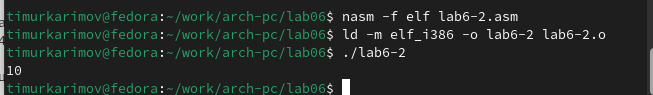 timurkarimov@fedora:~/work/arch-pc/lab06$ nasm -f elf lab6-2.asm
timurkarimov@fedora:~/work/arch-pc/lab06$ ld -m elf_i386 -o lab6-2 lab6-2.o
timurkarimov@fedora:~/work/arch-pc/lab06$ ./lab6-2
10
timurkarimov@fedora:~/work/arch-pc/lab06$